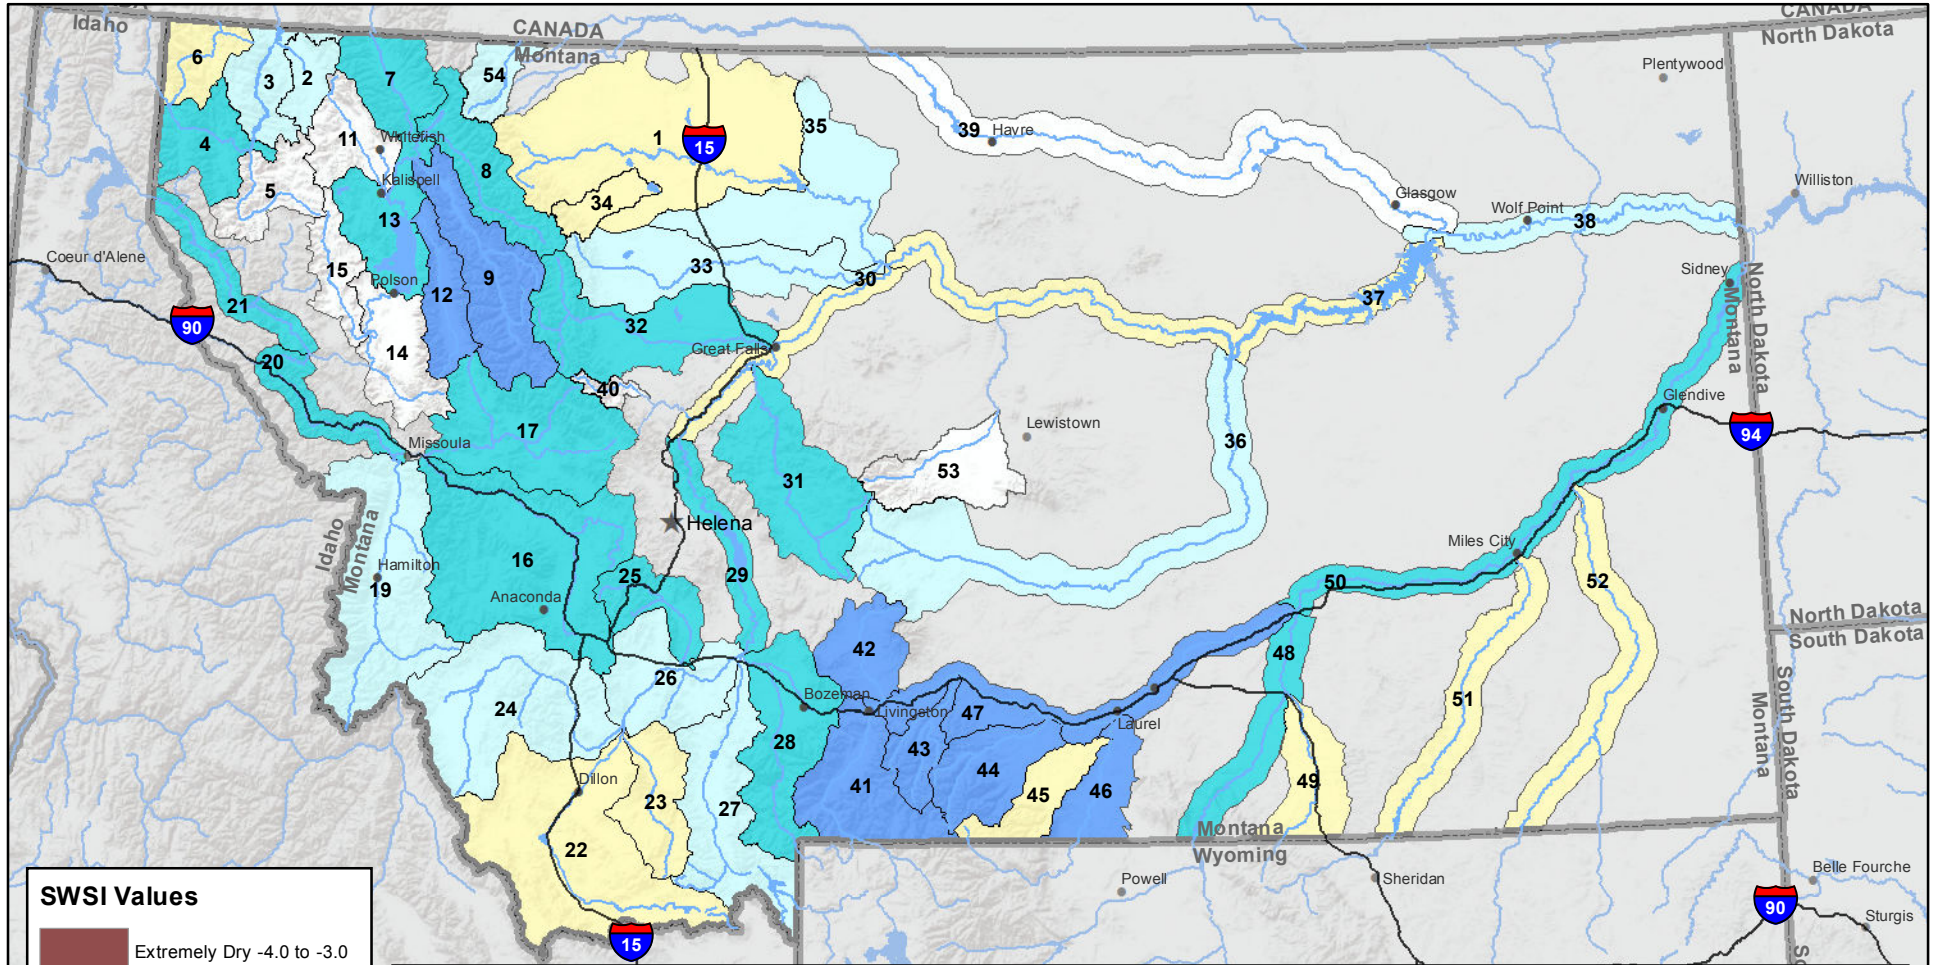 Idaho
CANADA
Montana
CANADA
North Dakota
6
3
2
7
54
Plentywood
4
11
Whitefish
1
15
35
39
Havre
5
Kalispell
8
34
Glasgow
Williston
13
Wolf Point
38
Coeur d'Alene
15
Polson
12
9
33
30
Sidney
North Dakota
Montana
21
90
37
32
20
14
Great Falls
40
Glendive
17
Lewistown
94
Missoula
36
53
31
Idaho
Montana
Helena
16
Hamilton
19
25
29
Miles City
50
52
Anaconda
North Dakota
South Dakota
42
48
26
Bozeman
Livingston
24
47
Laurel
51
South Dakota
Montana
28
43
44
Dillon
41
45
46
49
23
27
22
Montana
Wyoming
Powell
Sheridan
Belle Fourche
90
Sturgis
SWSI Values
15
Extremely Dry -4.0 to -3.0